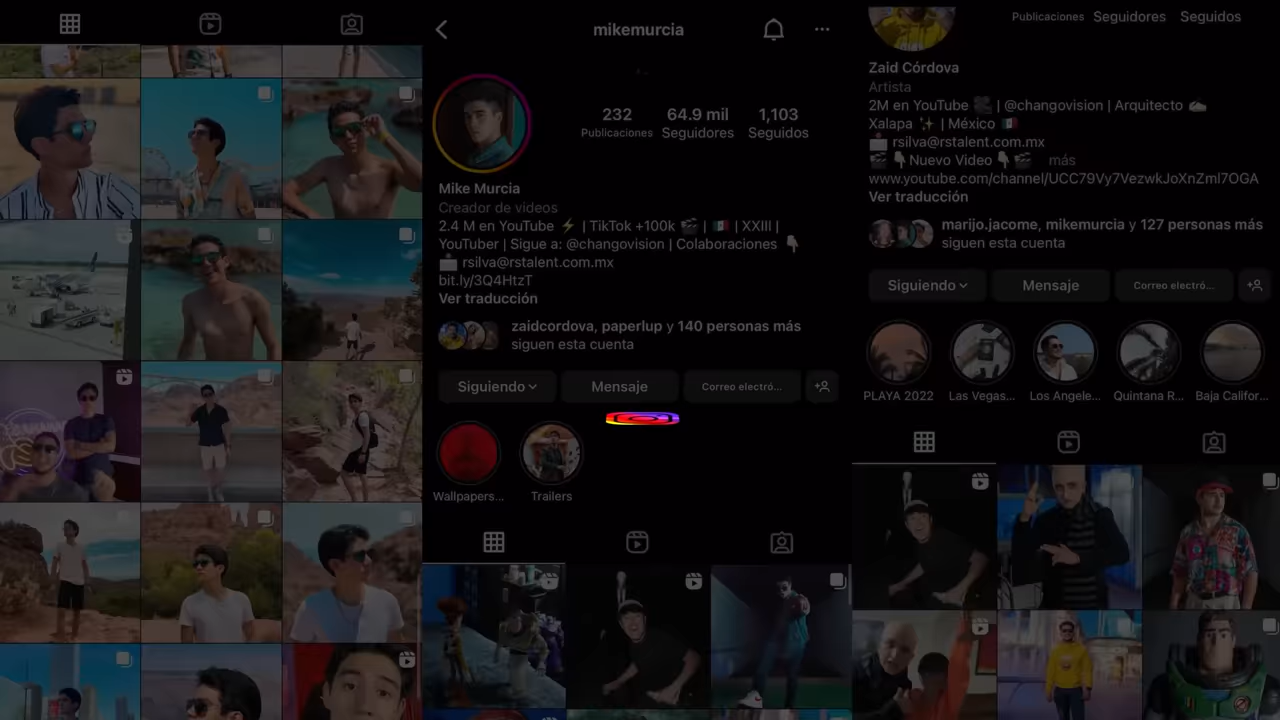 mikemurcia
232
64.9 mil
1,103
Publicaciones
Seguidores
Seguidos
Mike Murcia
Creador de videos
2.4 M en YouTube ⚡ | TikTok +100k 🎬 | 🇲🇽 | XXIII |
YouTuber | Sigue a: @changovision | Colaboraciones 👇
📩 rsilva@rstalent.com.mx
bit.ly/3Q4HtzT
Ver traducción
zaidcordova, paperlup y 140 personas más
siguen esta cuenta
Siguiendo
Mensaje
Correo electró...
Wallpapers...
Trailers
Publicaciones
Seguidores
Seguidos
Zaid Córdova
Artista
2M en YouTube 🎥 | @changovision | Arquitecto ✍🏻
Xalapa ✨ | México 🇲🇽
📩 rsilva@rstalent.com.mx
🎬 👇 Nuevo Video 👇 🎬 más
www.youtube.com/channel/UCC79Vy7VezwkJoXnZml7OGA
Ver traducción
marijo.jacome, mikemurcia y 127 personas más
siguen esta cuenta
Siguiendo
Mensaje
Correo electró...
PLAYA 2022
Las Vegas...
Los Angele...
Quintana R...
Baja Califor...